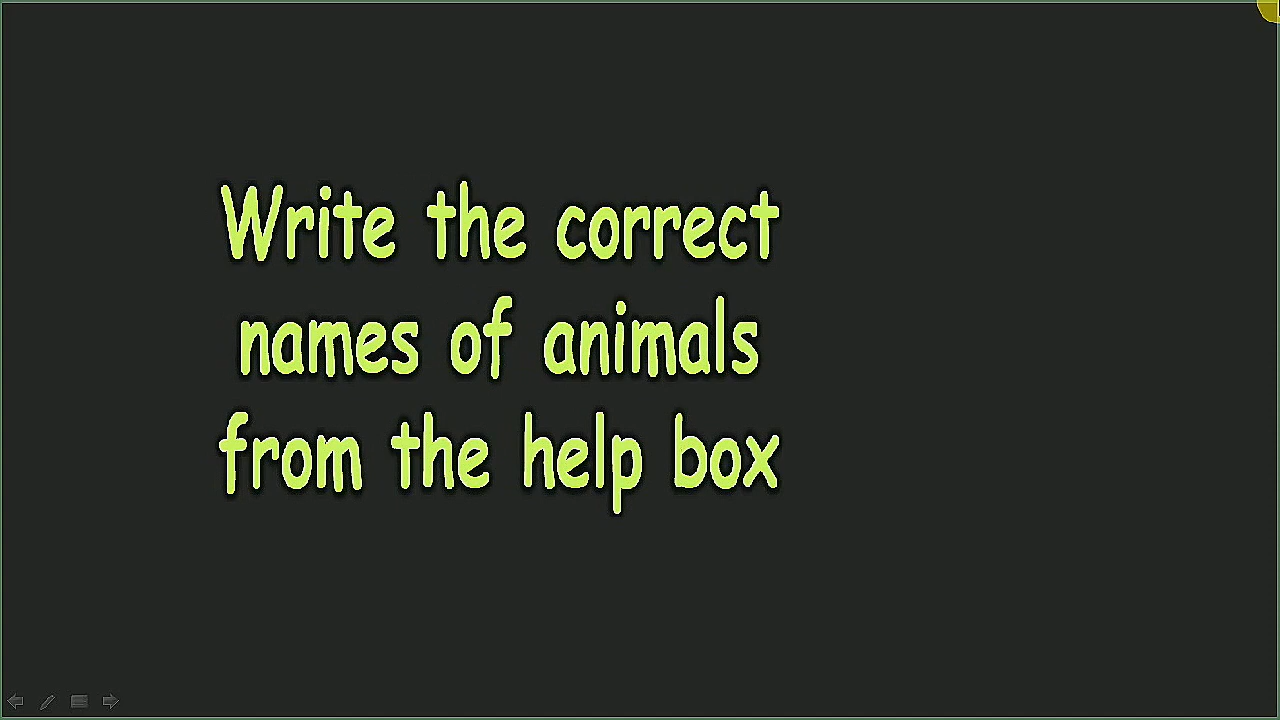 Write the correct
names of animals
from the help box